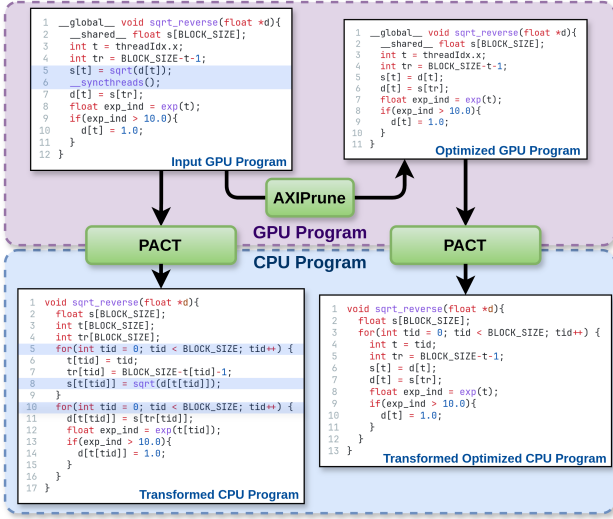 1 __global__ void sqrt_reverse(float *d){
2 __shared__ float s[BLOCK_SIZE];
3 int t = threadIdx.x;
4 int tr = BLOCK_SIZE-t-1;
5 s[t] = sqrt(d[t]);
6 __syncthreads();
7 d[t] = s[tr];
8 float exp_ind = exp(t);
9 if(exp_ind > 10.0){
10 d[t] = 1.0;
11 }
12 }
Input GPU Program
1 __global__ void sqrt_reverse(float *d){
2 __shared__ float s[BLOCK_SIZE];
3 int t = threadIdx.x;
4 int tr = BLOCK_SIZE-t-1;
5 s[t] = d[t];
6 d[t] = s[tr];
7 float exp_ind = exp(t);
8 if(exp_ind > 10.0){
9 d[t] = 1.0;
10 }
11 }
Optimized GPU Program
AXIPrune
GPU Program
PACT
PACT
CPU Program
1 void sqrt_reverse(float *d){
2 float s[BLOCK_SIZE];
3 int t[BLOCK_SIZE];
4 int tr[BLOCK_SIZE];
5 for(int tid = 0; tid < BLOCK_SIZE; tid++) {
6 t[tid] = tid;
7 tr[tid] = BLOCK_SIZE-t[tid]-1;
8 s[t[tid]] = sqrt(d[t[tid]]);
9 }
10 for(int tid = 0; tid < BLOCK_SIZE; tid++) {
11 d[t[tid]] = s[tr[tid]];
12 float exp_ind = exp(t[tid]);
13 if(exp_ind > 10.0){
14 d[t[tid]] = 1.0;
15 }
16 }
17 }
Transformed CPU Program
1 void sqrt_reverse(float *d){
2 float s[BLOCK_SIZE];
3 for(int tid = 0; tid < BLOCK_SIZE; tid++) {
4 int t = tid;
5 int tr = BLOCK_SIZE-t-1;
6 s[t] = d[t];
7 d[t] = s[tr];
8 float exp_ind = exp(t);
9 if(exp_ind > 10.0){
10 d[t] = 1.0;
11 }
12 }
13 }
Transformed Optimized CPU Program